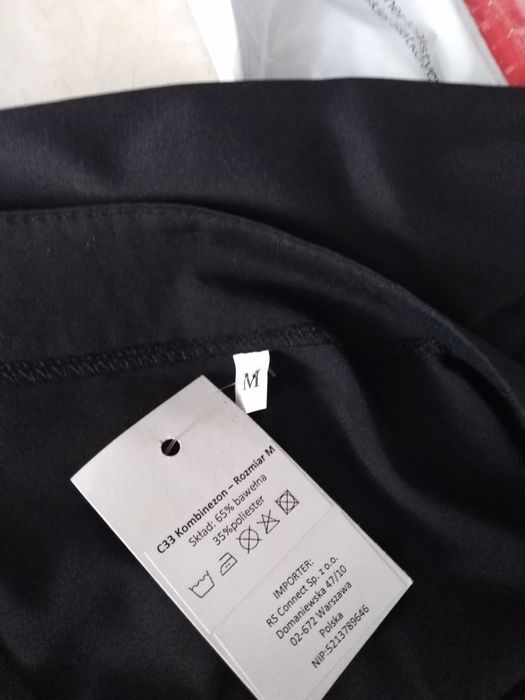 M
C33 Kombinezon – Rozmiar M
Skład: 65% bawełna
35%poliester
IMPORTER:
RS Connect Sp. z o.o.
Domaniewska 47/10
02-672 Warszawa
Polska
NIP:5213789646